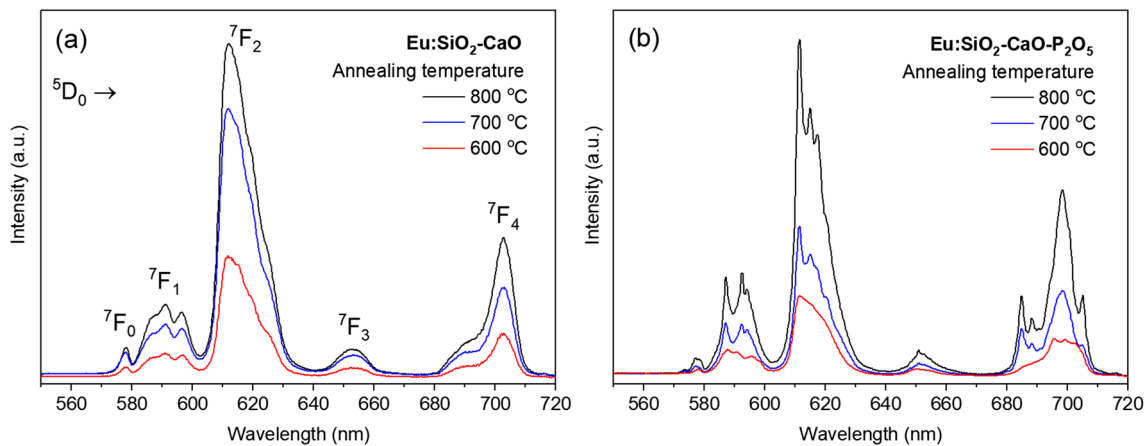 (a)
⁷F₂
Eu:SiO₂-CaO
Annealing temperature
⁵D₀ →
800 °C
700 °C
600 °C
⁷F₄
⁷F₁
⁷F₀
⁷F₃
Intensity (a.u.)
560 580 600 620 640 660 680 700 720
Wavelength (nm)
(b)
Eu:SiO₂-CaO-P₂O₅
Annealing temperature
800 °C
700 °C
600 °C
Intensity (a.u.)
560 580 600 620 640 660 680 700 720
Wavelength (nm)